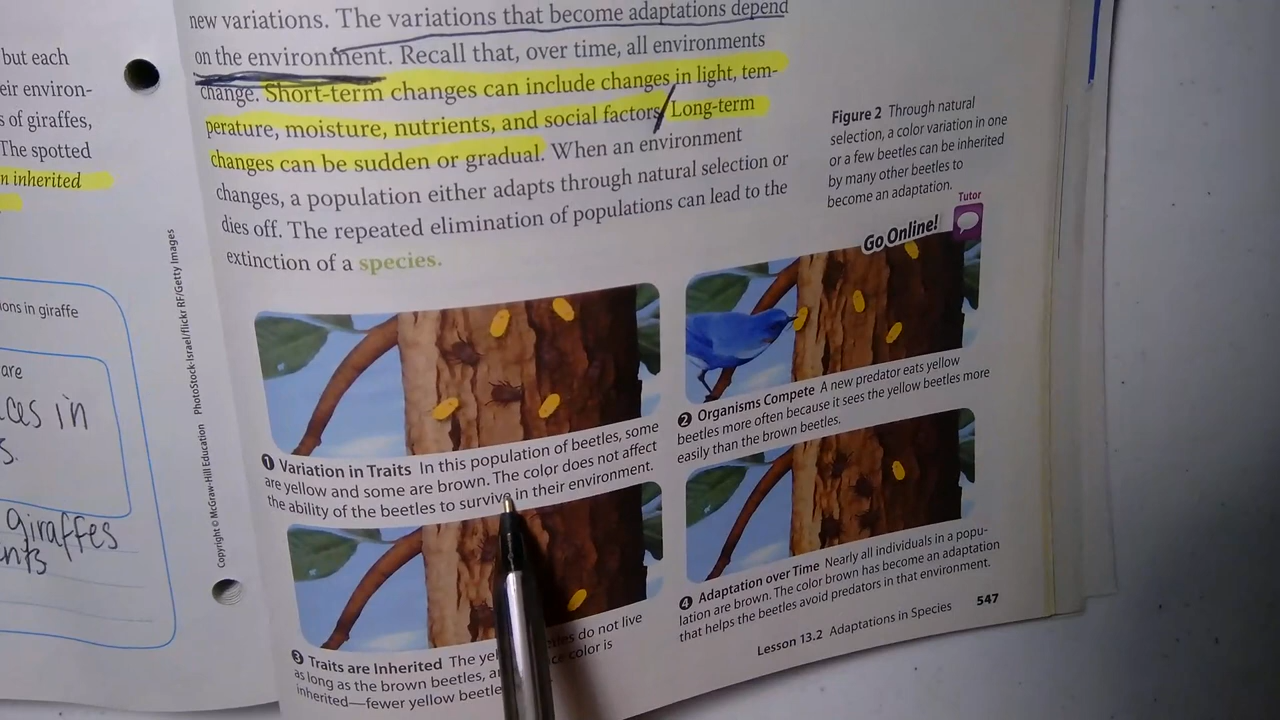 but each
eir environ-
s of giraffes,
The spotted
n inherited
ions in giraffe
are
ces in
s.
giraffes
nts
Copyright © McGraw-Hill Education PhotoStock-Israel/flickr RF/Getty Images
new variations. The variations that become adaptations depend
on the environment. Recall that, over time, all environments
change. Short-term changes can include changes in light, tem-
perature, moisture, nutrients, and social factors. Long-term
changes can be sudden or gradual. When an environment
changes, a population either adapts through natural selection or
dies off. The repeated elimination of populations can lead to the
extinction of a species.
Figure 2 Through natural
selection, a color variation in one
or a few beetles can be inherited
by many other beetles to
become an adaptation.
Tutor
Go Online!
1 Variation in Traits In this population of beetles, some
are yellow and some are brown. The color does not affect
the ability of the beetles to survive in their environment.
2 Organisms Compete A new predator eats yellow
beetles more often because it sees the yellow beetles more
easily than the brown beetles.
3 Traits are Inherited The yel do not live
as long as the brown beetles, color is
inherited—fewer yellow beetle
4 Adaptation over Time Nearly all individuals in a popu-
lation are brown. The color brown has become an adaptation
that helps the beetles avoid predators in that environment.
Lesson 13.2 Adaptations in Species 547